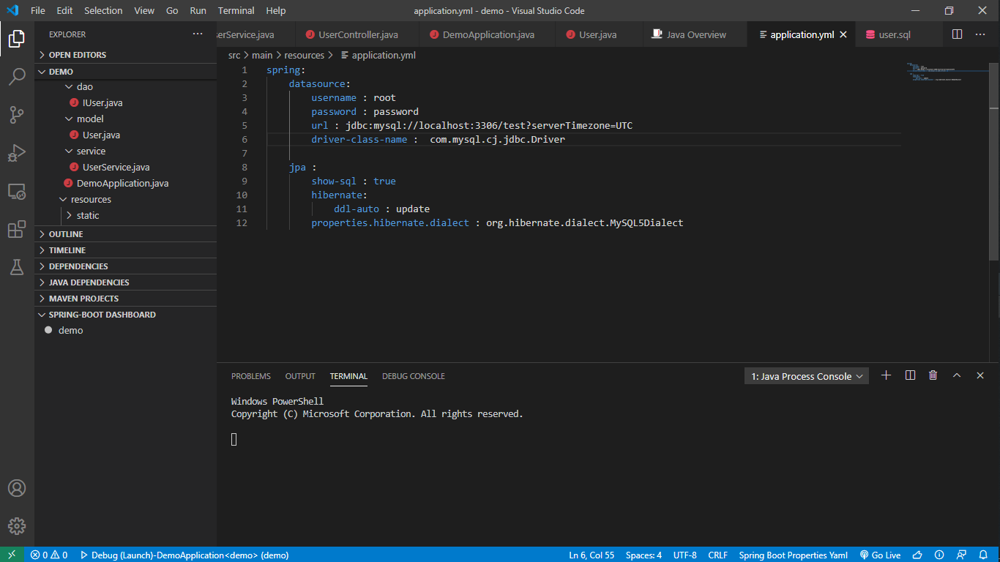 File Edit Selection View Go Run Terminal Help application.yml - demo - Visual Studio Code
EXPLORER
OPEN EDITORS
DEMO
dao
IUser.java
model
User.java
service
UserService.java
DemoApplication.java
resources
static
OUTLINE
TIMELINE
DEPENDENCIES
JAVA DEPENDENCIES
MAVEN PROJECTS
SPRING-BOOT DASHBOARD
demo
serService.java UserController.java DemoApplication.java User.java Java Overview application.yml user.sql
src > main > resources > application.yml
1 spring:
2 datasource:
3 username : root
4 password : password
5 url : jdbc:mysql://localhost:3306/test?serverTimezone=UTC
6 driver-class-name :  com.mysql.cj.jdbc.Driver
7
8 jpa :
9 show-sql : true
10 hibernate:
11 ddl-auto : update
12 properties.hibernate.dialect : org.hibernate.dialect.MySQL5Dialect
PROBLEMS OUTPUT TERMINAL DEBUG CONSOLE 1: Java Process Console
Windows PowerShell
Copyright (C) Microsoft Corporation. All rights reserved.
0 0 Debug (Launch)-DemoApplication<demo> (demo) Ln 6, Col 55 Spaces: 4 UTF-8 CRLF Spring Boot Properties Yaml Go Live